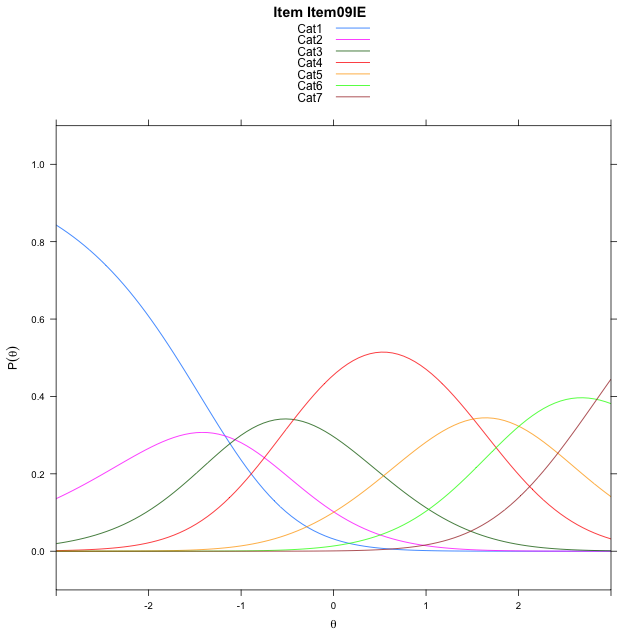 Item Item09IE
Cat1
Cat2
Cat3
Cat4
Cat5
Cat6
Cat7
1.0
0.8
0.6
0.4
0.2
0.0
P(θ)
-2 -1 0 1 2
θ